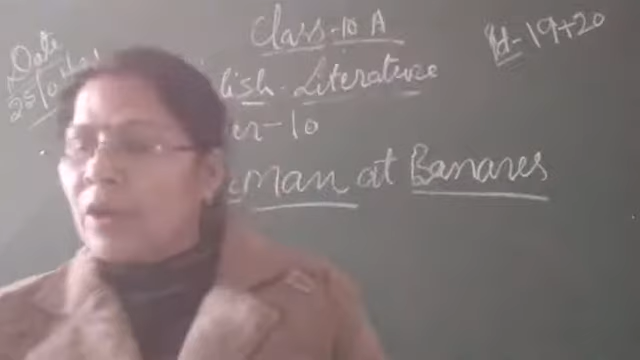 Class-10 A
Date
Pd-19+20
lish-Literature
er-10
Man at Banares